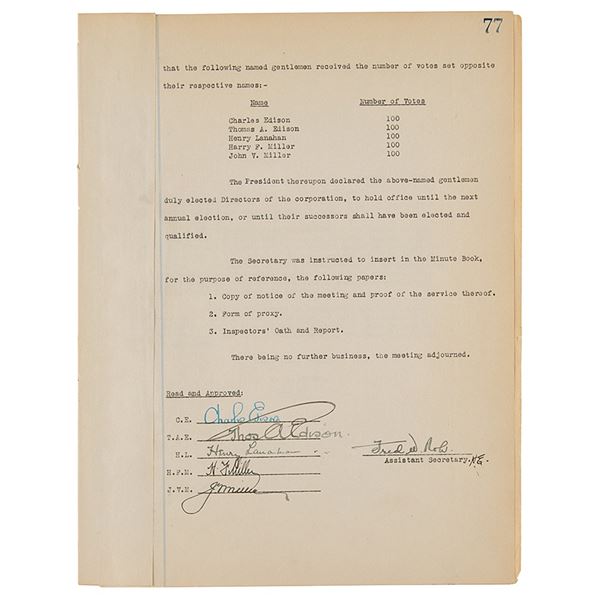 77
that the following named gentlemen received the number of votes set opposite
their respective names:-
Name Number of Votes
Charles Edison 100
Thomas A. Edison 100
Henry Lanahan 100
Harry F. Miller 100
John V. Miller 100
The President thereupon declared the above-named gentlemen
duly elected Directors of the corporation, to hold office until the next
annual election, or until their successors shall have been elected and
qualified.
The Secretary was instructed to insert in the Minute Book,
for the purpose of reference, the following papers:
1. Copy of notice of the meeting and proof of the service thereof.
2. Form of proxy.
3. Inspectors' Oath and Report.
There being no further business, the meeting adjourned.
Read and Approved:
C.E. Charles Edison
T.A.E. Thos A Edison.
H.L. Henry Lanahan
H.F.M. H F Miller
J.V.M. J V Miller
Assistant Secretary.